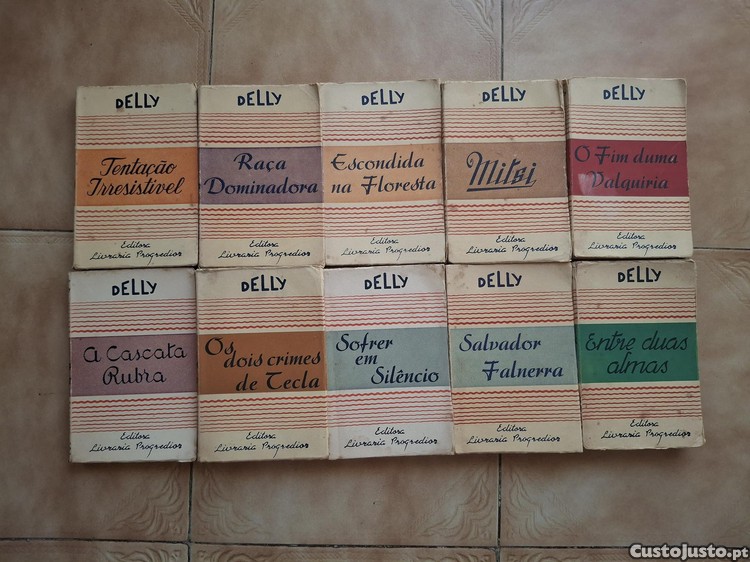 DELLY
Tentação
Irresistível
Editora
Livraria Progredior
DELLY
Raça
Dominadora
Editora
Livraria Progredior
DELLY
Escondida
na Floresta
Editora
Livraria Progredior
DELLY
Mitsi
Editora
Livraria Progredior
DELLY
O Fim duma
Valquíria
Editora
Livraria Progredior
DELLY
A Cascata
Rubra
Editora
Livraria Progredior
DELLY
Os
dois crimes
de Tecla
Editora
Livraria Progredior
DELLY
Sofrer
em
Silêncio
Editora
Livraria Progredior
DELLY
Salvador
Falnerra
Editora
Livraria Progredior
DELLY
Entre duas
almas
Editora
Livraria Progredior
CustoJusto.pt